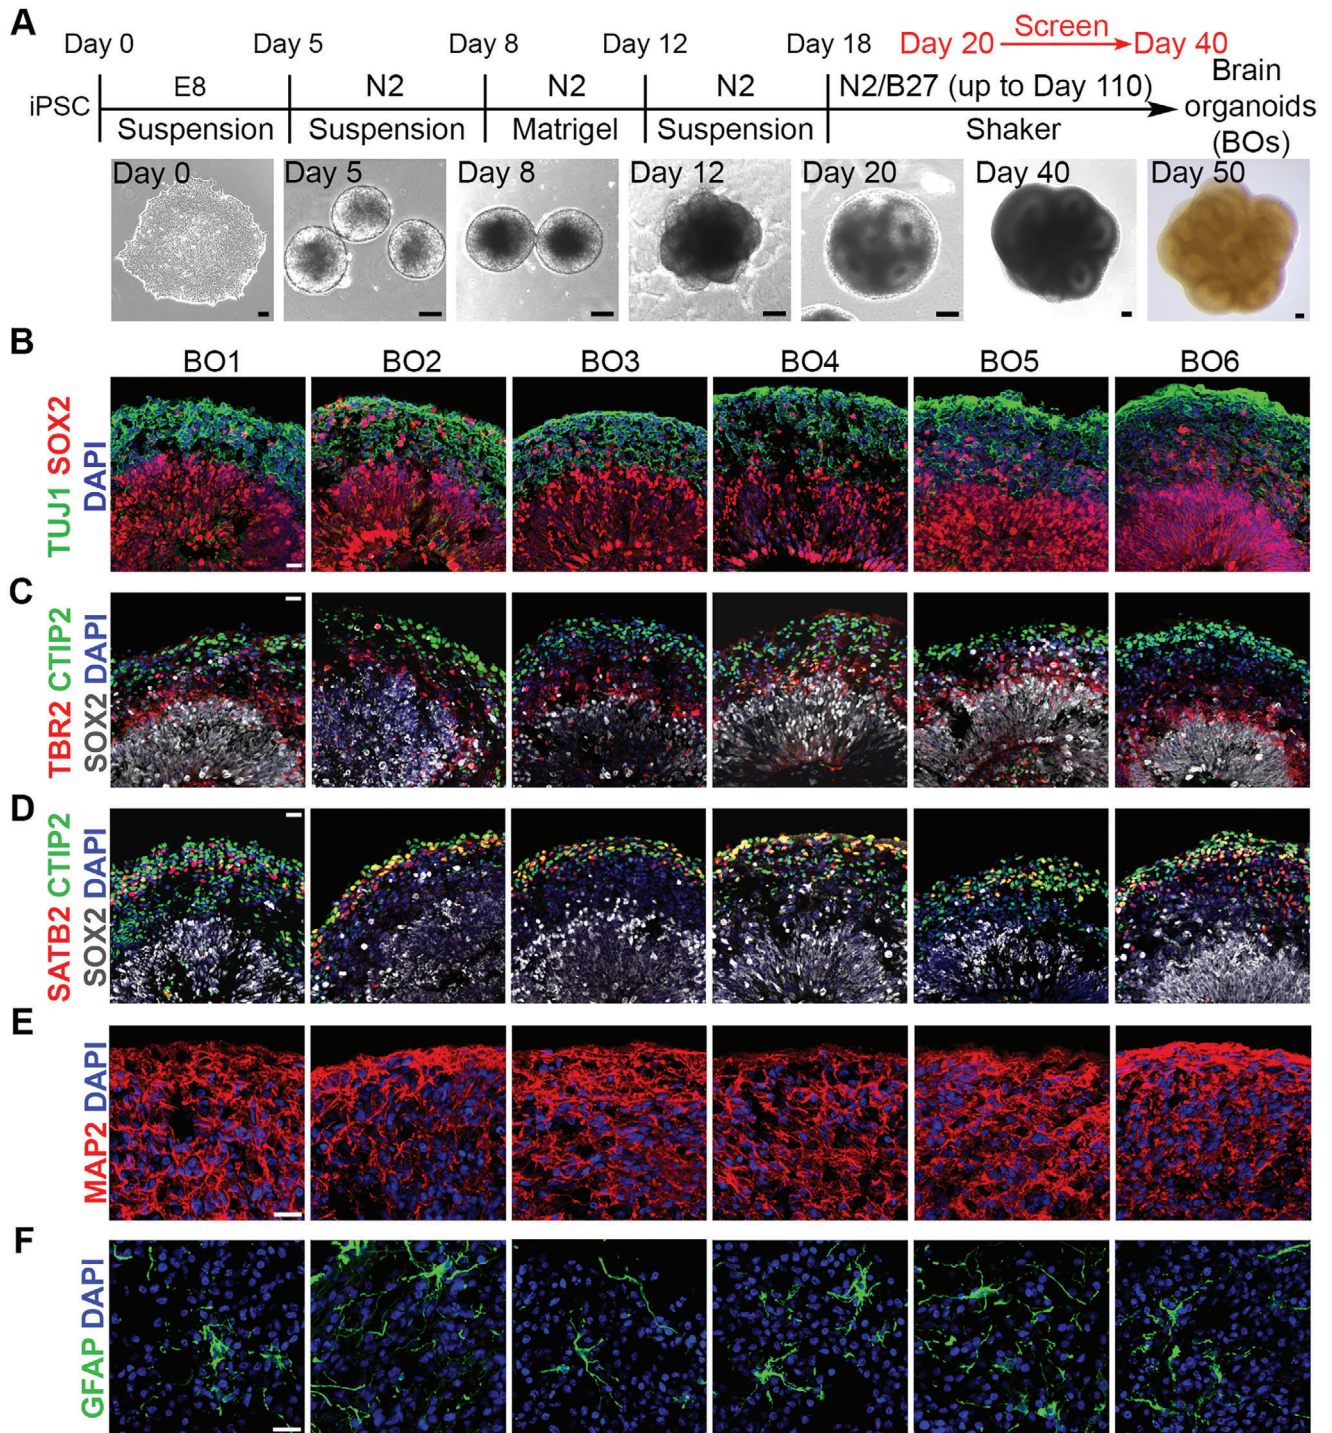 A
Day 0 Day 5 Day 8 Day 12 Day 18 Day 20 Screen Day 40
iPSC E8 N2 N2 N2 N2/B27 (up to Day 110) Brain organoids (BOs)
Suspension Suspension Matrigel Suspension Shaker
Day 0 Day 5 Day 8 Day 12 Day 20 Day 40 Day 50
B
BO1 BO2 BO3 BO4 BO5 BO6
TUJ1 SOX2
DAPI
C
TBR2 CTIP2
SOX2 DAPI
D
SATB2 CTIP2
SOX2 DAPI
E
MAP2 DAPI
F
GFAP DAPI